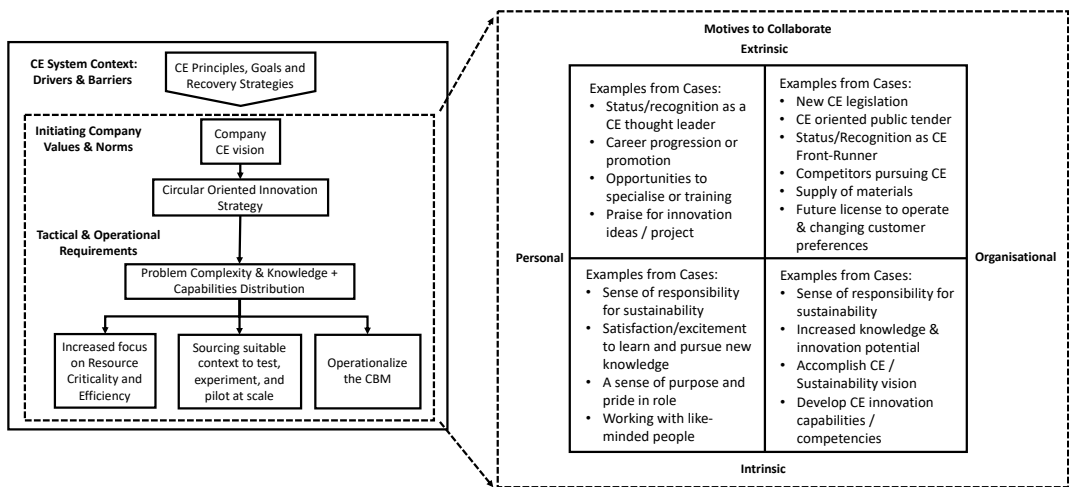 CE System Context:
Drivers & Barriers
CE Principles, Goals and
Recovery Strategies
Initiating Company
Values & Norms
Company
CE vision
Circular Oriented Innovation
Strategy
Tactical & Operational
Requirements
Problem Complexity & Knowledge +
Capabilities Distribution
Increased focus
on Resource
Criticality and
Efficiency
Sourcing suitable
context to test,
experiment, and
pilot at scale
Operationalize
the CBM
Motives to Collaborate
Extrinsic
Personal
Examples from Cases:
• Status/recognition as a
CE thought leader
• Career progression or
promotion
• Opportunities to
specialise or training
• Praise for innovation
ideas / project
Examples from Cases:
• New CE legislation
• CE oriented public tender
• Status/Recognition as CE
Front-Runner
• Competitors pursuing CE
• Supply of materials
• Future license to operate
& changing customer
preferences
Organisational
Examples from Cases:
• Sense of responsibility
for sustainability
• Satisfaction/excitement
to learn and pursue new
knowledge
• A sense of purpose and
pride in role
• Working with like-
minded people
Examples from Cases:
• Sense of responsibility for
sustainability
• Increased knowledge &
innovation potential
• Accomplish CE /
Sustainability vision
• Develop CE innovation
capabilities /
competencies
Intrinsic